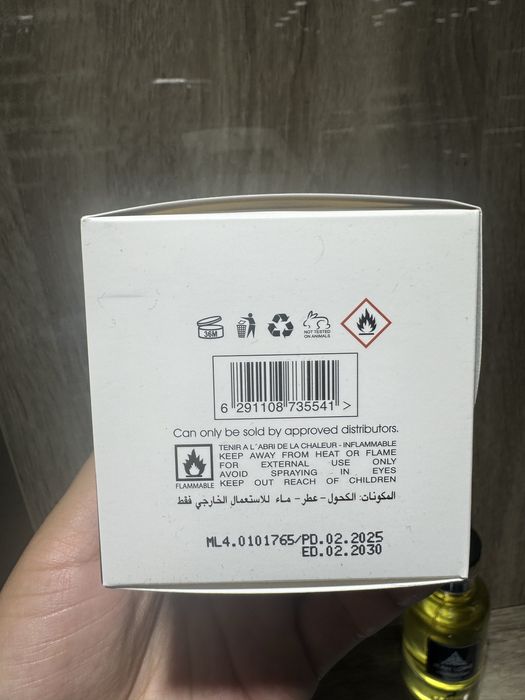 36M
NOT TESTED
ON ANIMALS
6 291108 735541 >
Can only be sold by approved distributors.
TENIR A L´ABRI DE LA CHALEUR - INFLAMMABLE
KEEP AWAY FROM HEAT OR FLAME
FOR EXTERNAL USE ONLY
AVOID SPRAYING IN EYES
KEEP OUT REACH OF CHILDREN
FLAMMABLE
المكونات: الكحول - عطر - ماء للاستعمال الخارجي فقط
ML4.0101765/PD.02.2025
ED.02.2030